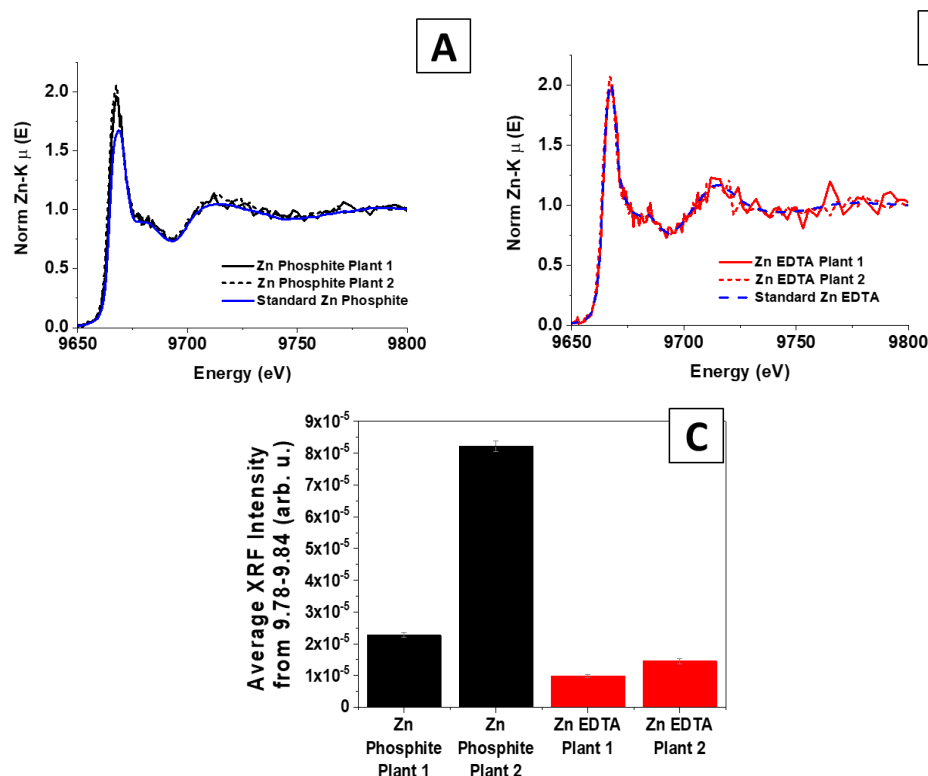 A
Norm Zn-K μ (E)
2.0
1.5
1.0
0.5
0.0
Zn Phosphite Plant 1
Zn Phosphite Plant 2
Standard Zn Phosphite
9650 9700 9750 9800
Energy (eV)
Norm Zn-K μ (E)
2.0
1.5
1.0
0.5
0.0
Zn EDTA Plant 1
Zn EDTA Plant 2
Standard Zn EDTA
9650 9700 9750 9800
Energy (eV)
C
Average XRF Intensity
from 9.78-9.84 (arb. u.)
9x10⁻⁵
8x10⁻⁵
7x10⁻⁵
6x10⁻⁵
5x10⁻⁵
4x10⁻⁵
3x10⁻⁵
2x10⁻⁵
1x10⁻⁵
0
Zn Phosphite Plant 1
Zn Phosphite Plant 2
Zn EDTA Plant 1
Zn EDTA Plant 2